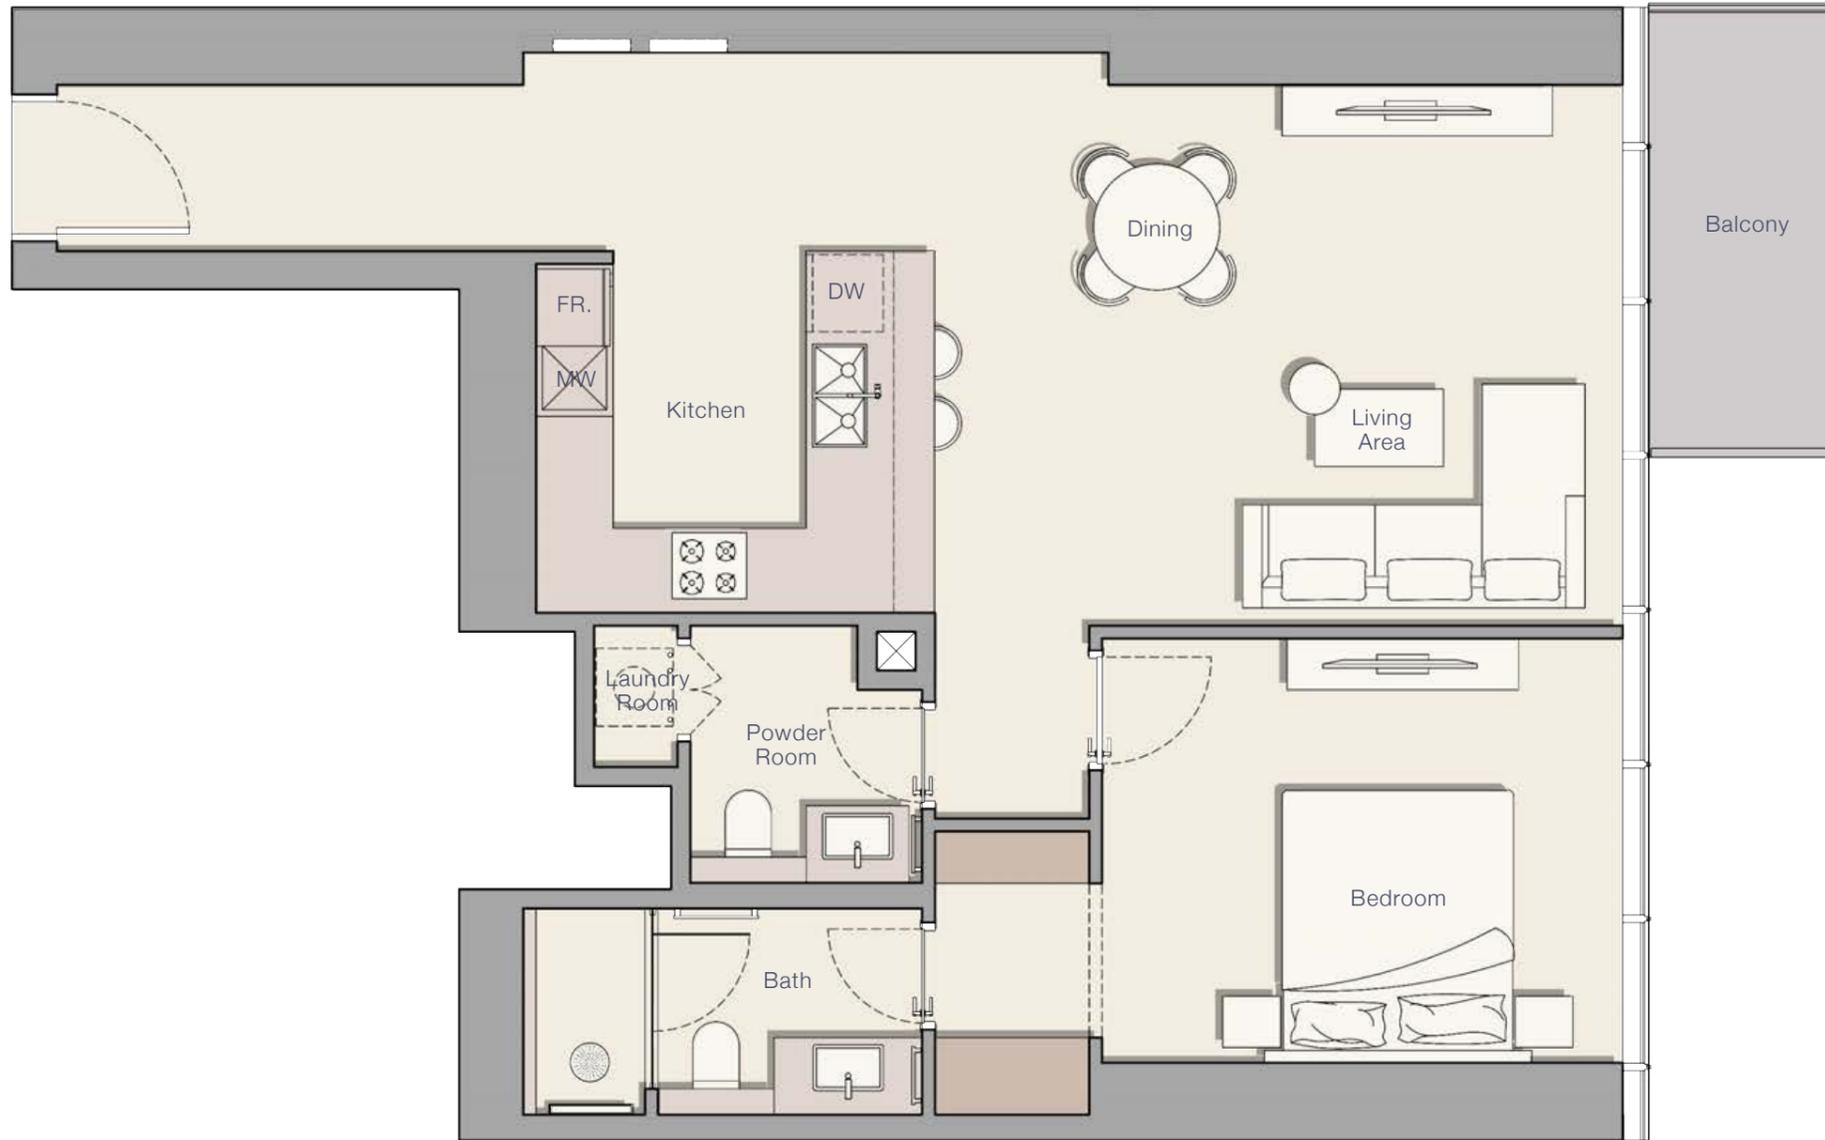 Dining
Balcony
FR.
DW
MW
Kitchen
Living
Area
Laundry
Room
Powder
Room
Bedroom
Bath